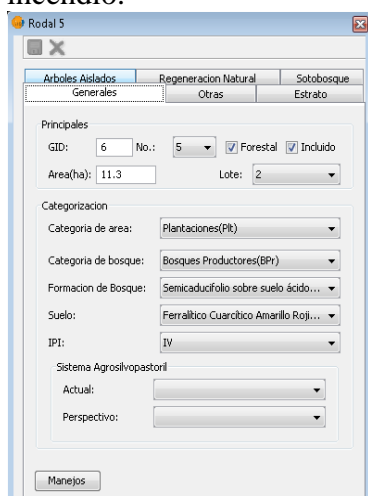 incendio.
Rodal 5
Arboles Aislados Regeneracion Natural Sotobosque
Generales Otras Estrato
Principales
GID: 6 No.: 5 Forestal Incluido
Area(ha): 11.3 Lote: 2
Categorizacion
Categoria de area: Plantaciones(Plt)
Categoria de bosque: Bosques Productores(BPr)
Formacion de Bosque: Semicaducifolio sobre suelo ácido...
Suelo: Ferralítico Cuarcítico Amarillo Roji...
IPI: IV
Sistema Agrosilvopastoril
Actual:
Perspectivo:
Manejos